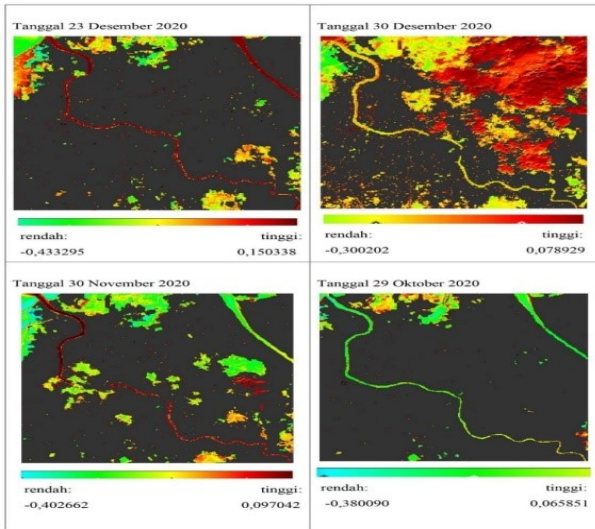 Tanggal 23 Desember 2020
rendah: tinggi:
-0,433295 0,150338
Tanggal 30 Desember 2020
rendah: tinggi:
-0,300202 0,078929
Tanggal 30 November 2020
rendah: tinggi:
-0,402662 0,097042
Tanggal 29 Oktober 2020
rendah: tinggi:
-0,380090 0,065851